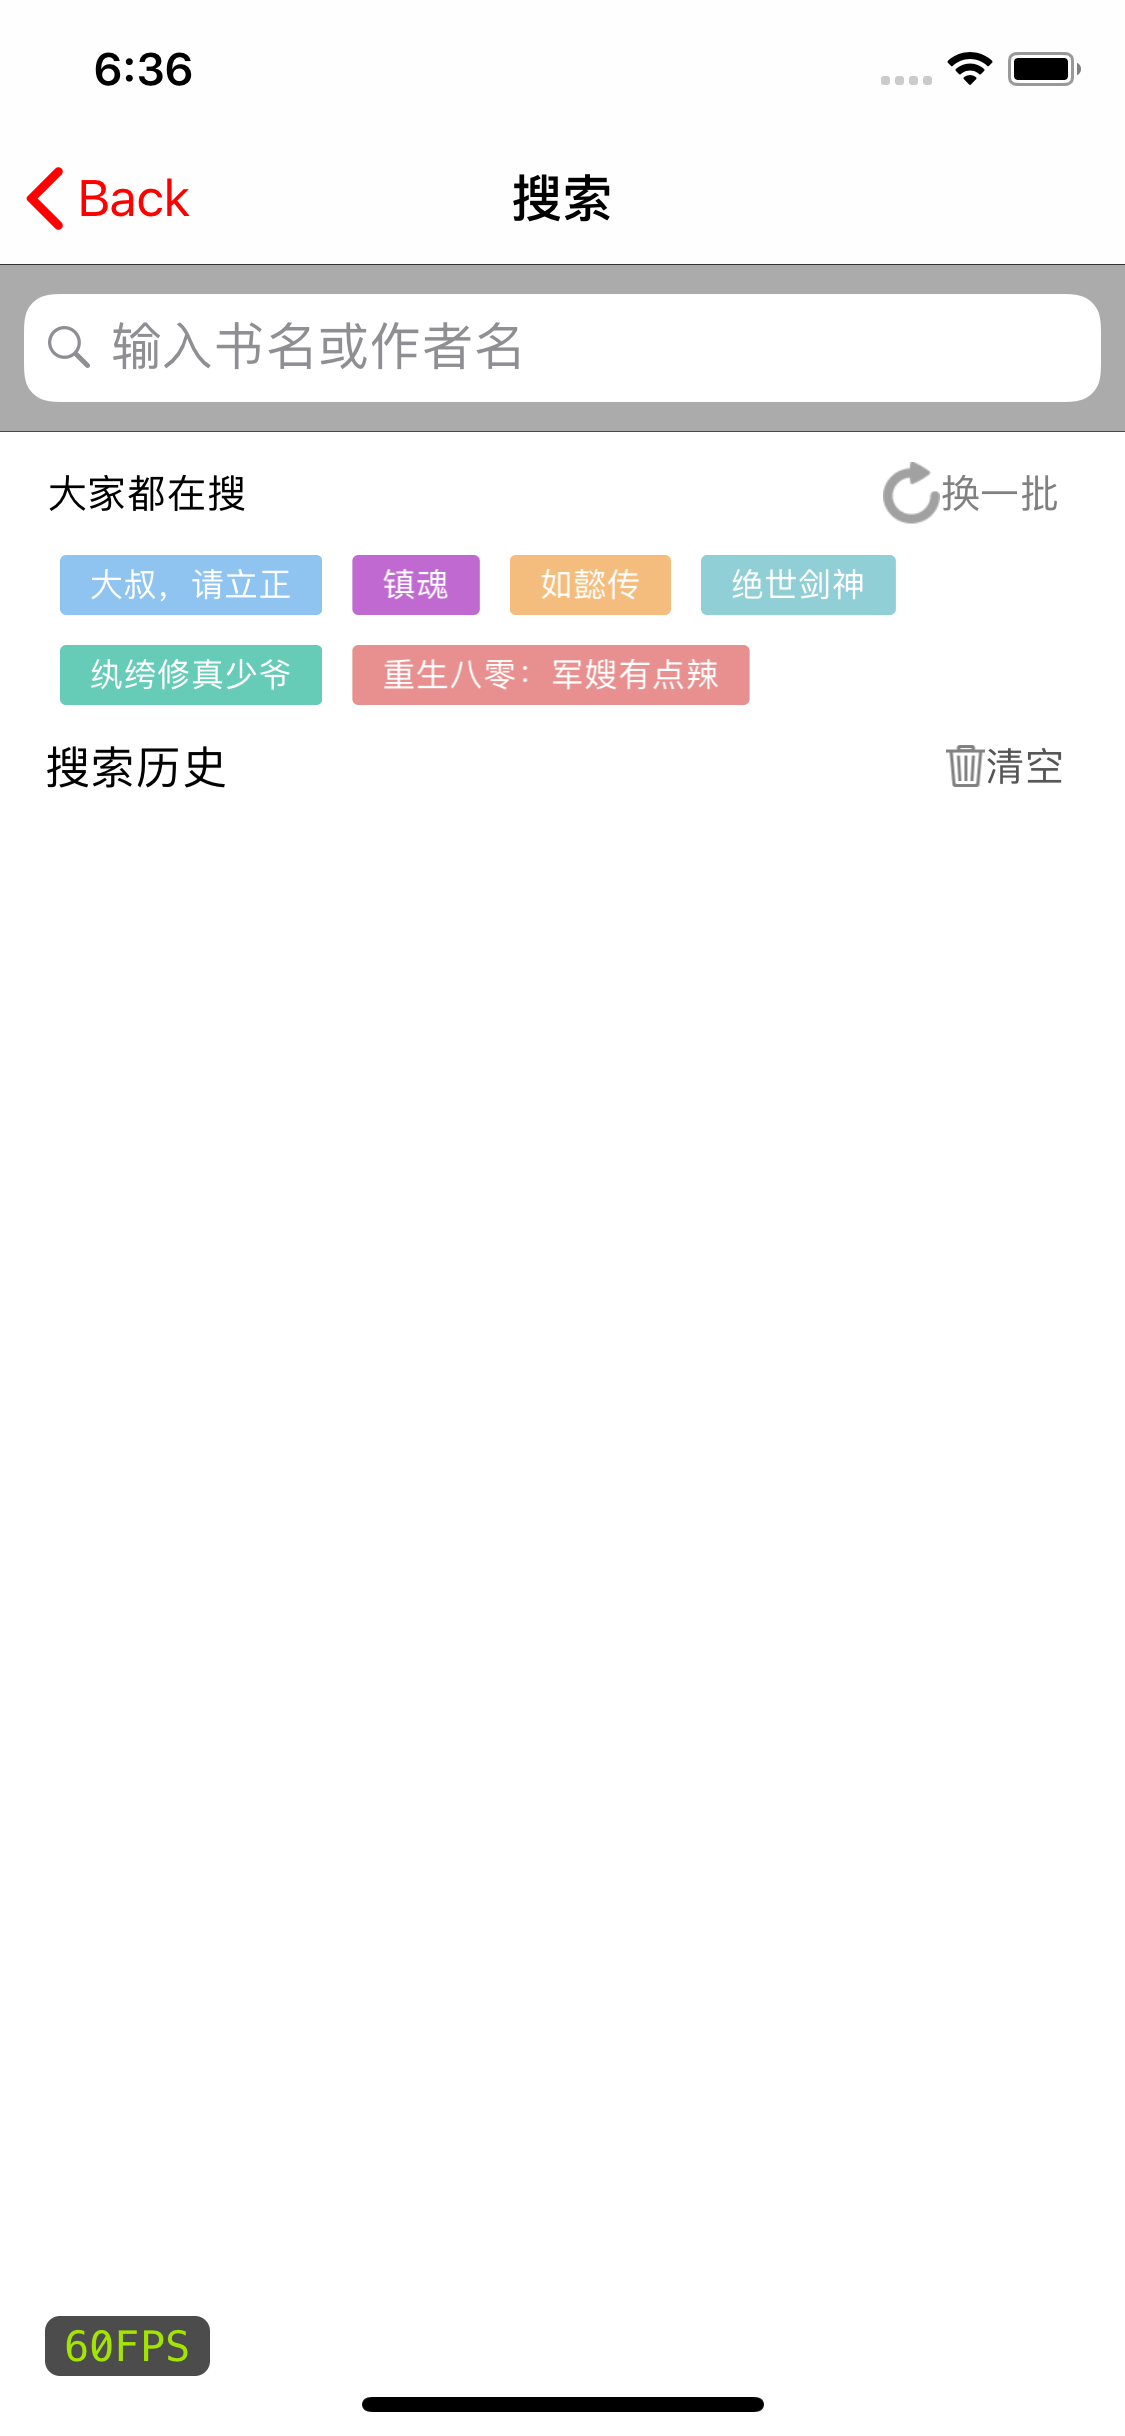 6:36
Back
搜索
输入书名或作者名
大家都在搜
换一批
大叔，请立正
镇魂
如懿传
绝世剑神
纨绔修真少爷
重生八零：军嫂有点辣
搜索历史
清空
60FPS